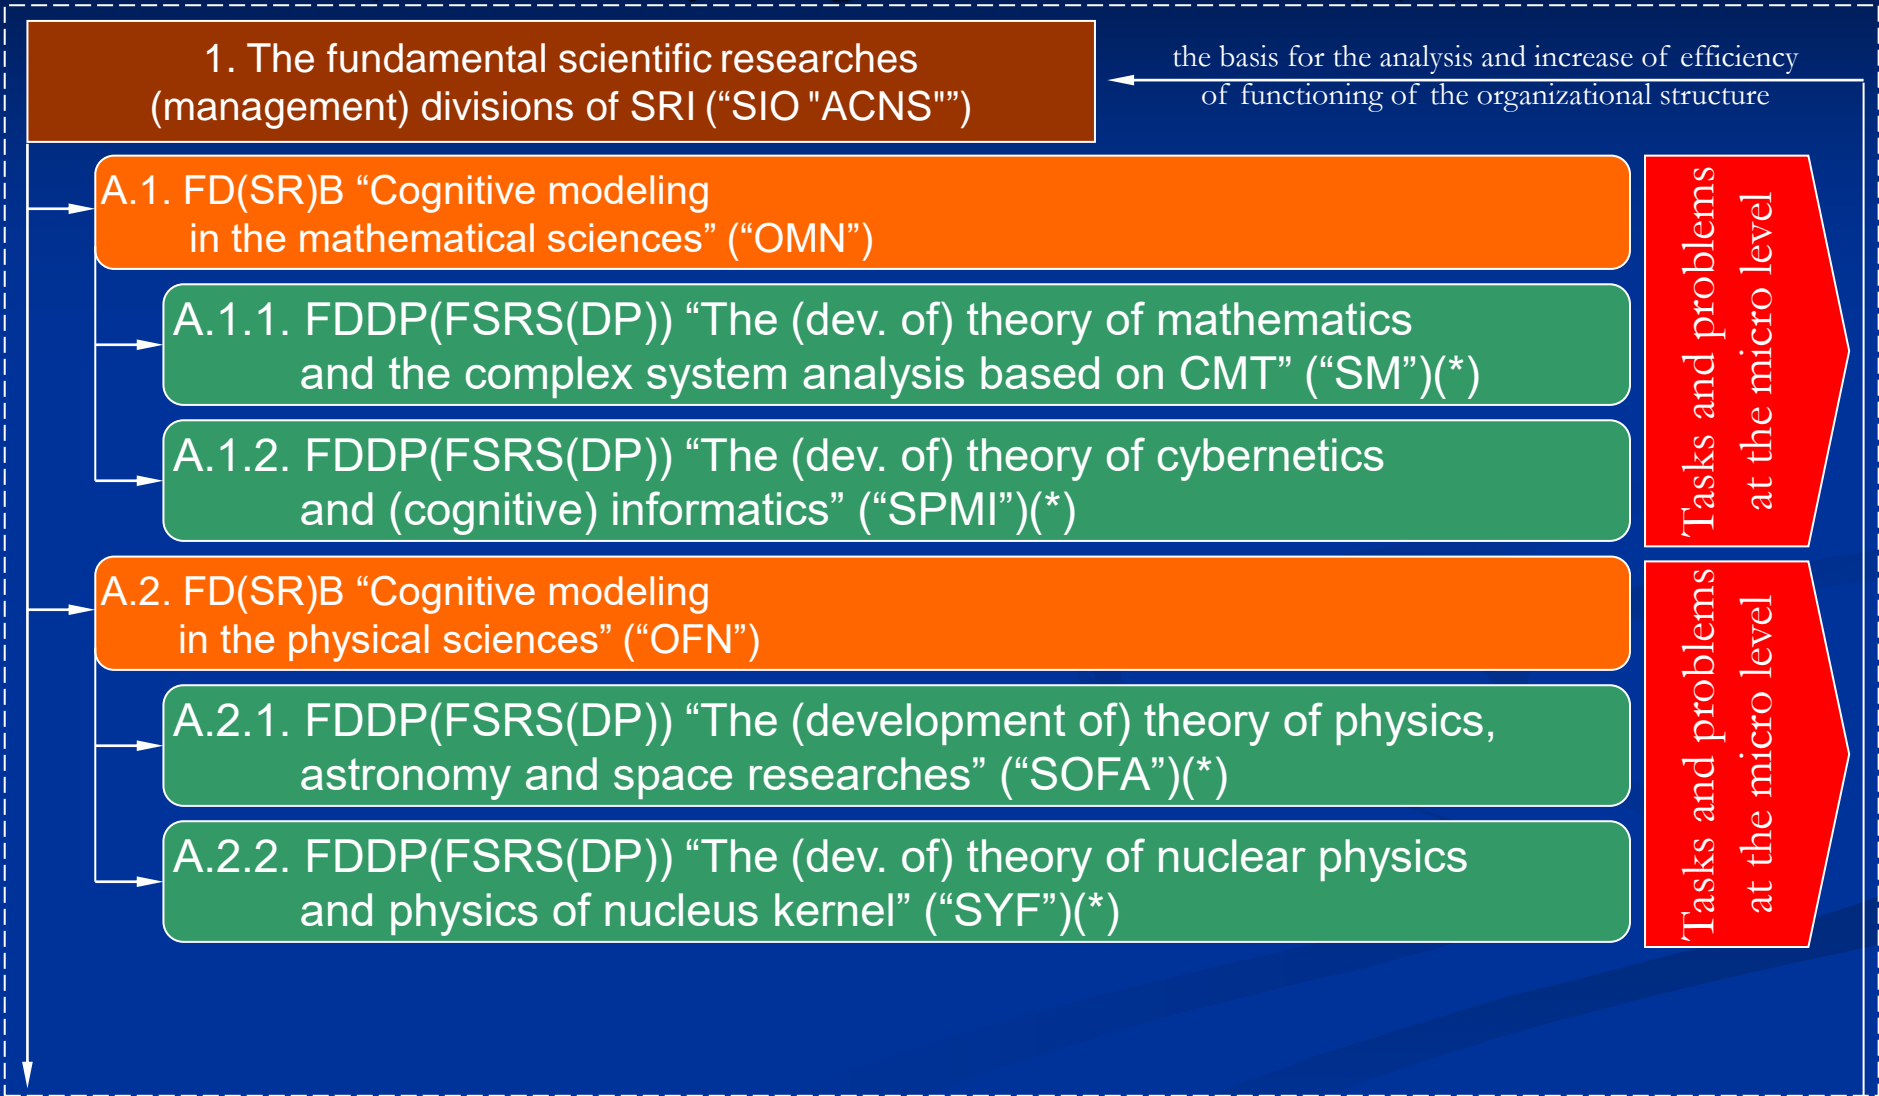 1. The fundamental scientific researches
(management) divisions of SRI (“SIO "ACNS"”)
the basis for the analysis and increase of efficiency
of functioning of the organizational structure
A.1. FD(SR)B “Cognitive modeling
in the mathematical sciences” (“OMN”)
A.1.1. FDDP(FSRS(DP)) “The (dev. of) theory of mathematics
and the complex system analysis based on CMT” (“SM”)(*)
A.1.2. FDDP(FSRS(DP)) “The (dev. of) theory of cybernetics
and (cognitive) informatics” (“SPMI”)(*)
Tasks and problems
at the micro level
A.2. FD(SR)B “Cognitive modeling
in the physical sciences” (“OFN”)
A.2.1. FDDP(FSRS(DP)) “The (development of) theory of physics,
astronomy and space researches” (“SOFA”)(*)
A.2.2. FDDP(FSRS(DP)) “The (dev. of) theory of nuclear physics
and physics of nucleus kernel” (“SYF”)(*)
Tasks and problems
at the micro level